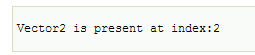 Vector2 is present at index:2